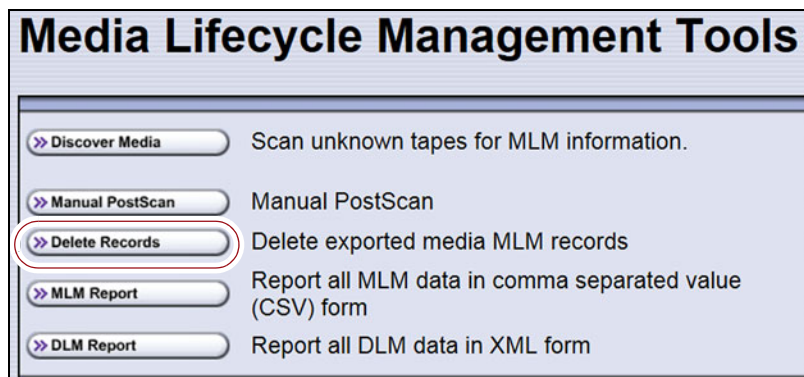 Media Lifecycle Management Tools
Discover Media Scan unknown tapes for MLM information.
Manual PostScan Manual PostScan
Delete Records Delete exported media MLM records
MLM Report Report all MLM data in comma separated value
(CSV) form
DLM Report Report all DLM data in XML form